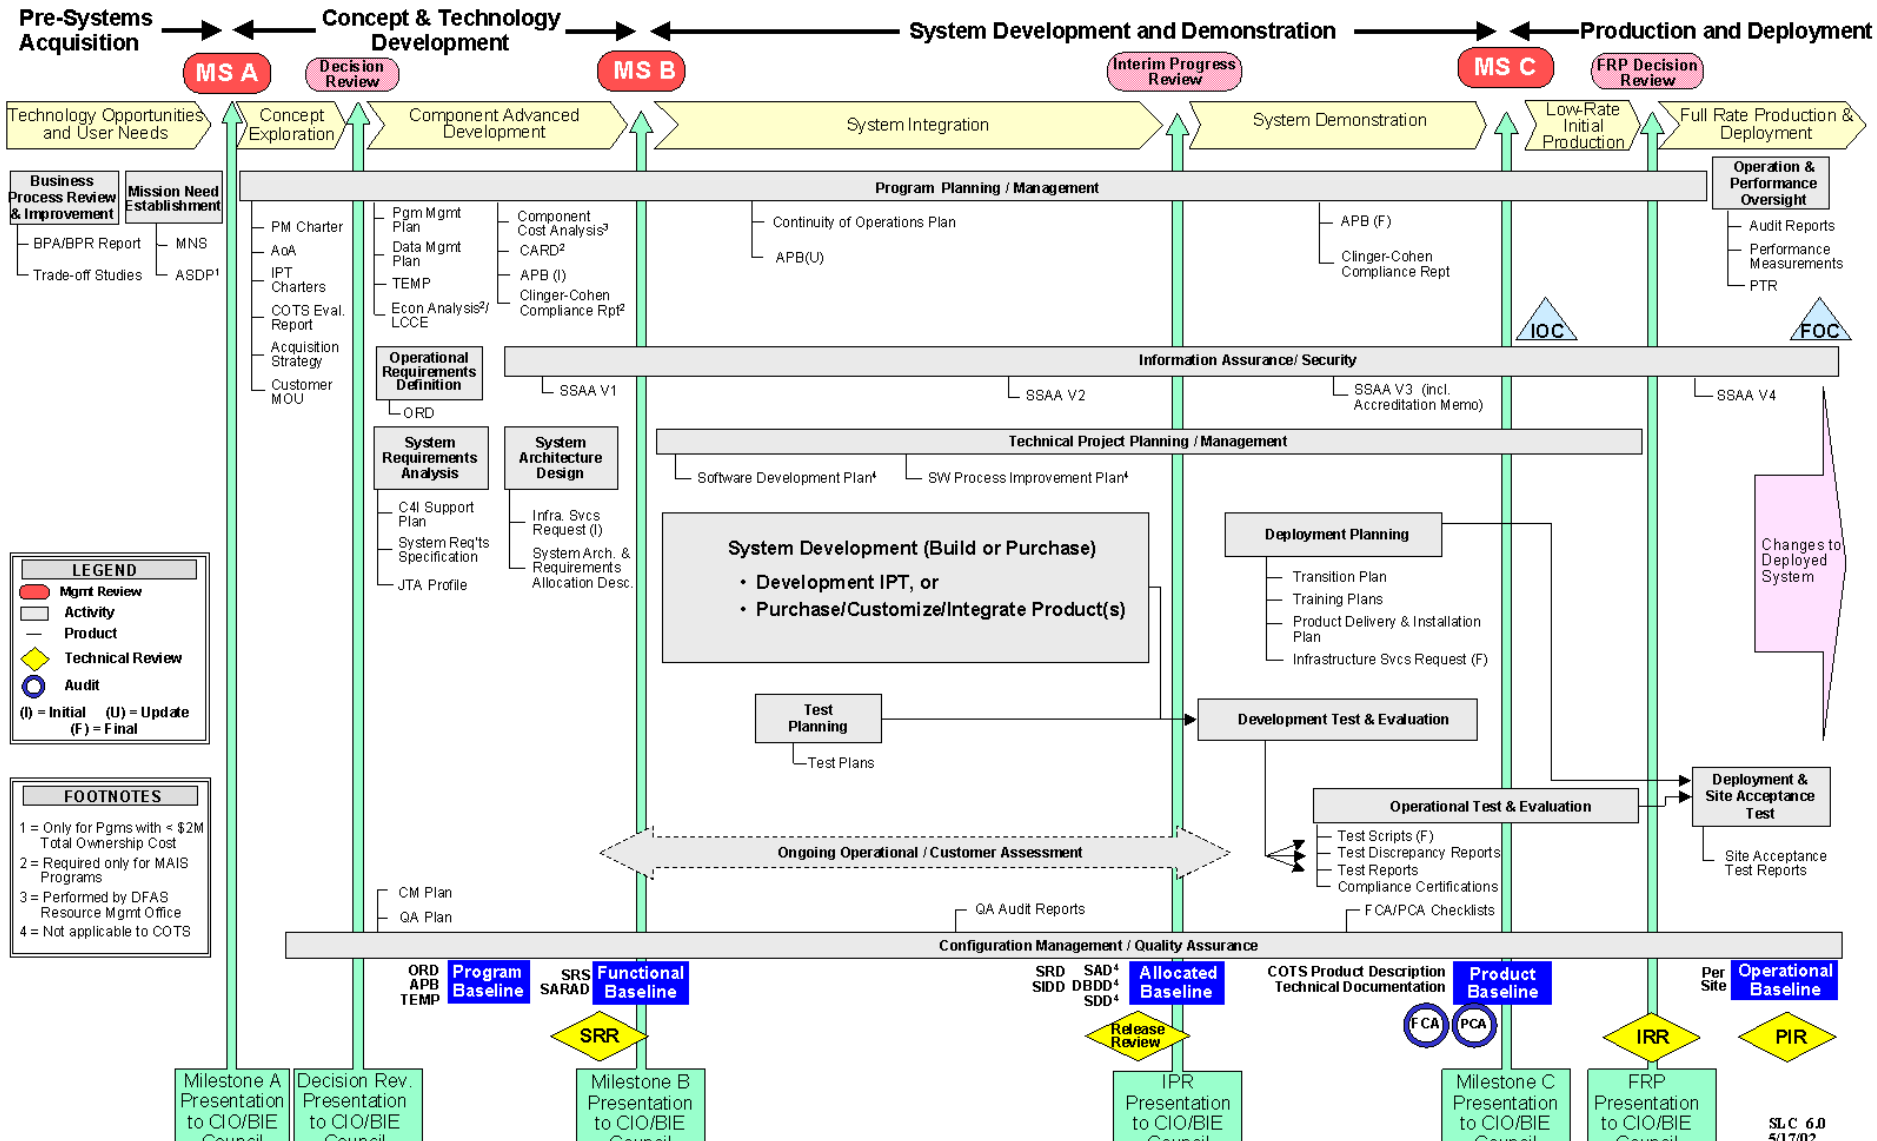 Pre-Systems
Acquisition
Concept & Technology
Development
System Development and Demonstration
Production and Deployment
MS A
Decision
Review
MS B
Interim Progress
Review
MS C
FRP Decision
Review
Technology Opportunities
and User Needs
Concept
Exploration
Component Advanced
Development
System Integration
System Demonstration
Low-Rate
Initial
Production
Full Rate Production &
Deployment
Business
Process Review
& Improvement
BPA/BPR Report
Trade-off Studies
Mission Need
Establishment
MNS
ASDP¹
Program Planning / Management
PM Charter
AoA
IPT
Charters
COTS Eval.
Report
Acquisition
Strategy
Customer
MOU
Pgm Mgmt
Plan
Data Mgmt
Plan
TEMP
Econ Analysis²/
LCCE
Component
Cost Analysis³
CARD²
APB (I)
Clinger-Cohen
Compliance Rpt²
Continuity of Operations Plan
APB(U)
APB (F)
Clinger-Cohen
Compliance Rept
Operation &
Performance
Oversight
Audit Reports
Performance
Measurements
PTR
IOC
FOC
Operational
Requirements
Definition
ORD
Information Assurance/ Security
SSAA V1
SSAA V2
SSAA V3 (incl.
Accreditation Memo)
SSAA V4
System
Requirements
Analysis
C4I Support
Plan
System Req'ts
Specification
JTA Profile
System
Architecture
Design
Infra. Svcs
Request (I)
System Arch. &
Requirements
Allocation Desc.
Technical Project Planning / Management
Software Development Plan⁴
SW Process Improvement Plan⁴
System Development (Build or Purchase)
• Development IPT, or
• Purchase/Customize/Integrate Product(s)
Deployment Planning
Transition Plan
Training Plans
Product Delivery & Installation
Plan
Infrastructure Svcs Request (F)
Changes to
Deployed
System
LEGEND
Mgmt Review
Activity
Product
Technical Review
Audit
(I) = Initial (U) = Update
(F) = Final
Test
Planning
Test Plans
Development Test & Evaluation
Operational Test & Evaluation
Test Scripts (F)
Test Discrepancy Reports
Test Reports
Compliance Certifications
Deployment &
Site Acceptance
Test
Site Acceptance
Test Reports
FOOTNOTES
1 = Only for Pgms with < $2M
Total Ownership Cost
2 = Required only for MAIS
Programs
3 = Performed by DFAS
Resource Mgmt Office
4 = Not applicable to COTS
Ongoing Operational / Customer Assessment
CM Plan
QA Plan
QA Audit Reports
FCA/PCA Checklists
Configuration Management / Quality Assurance
ORD
APB
TEMP
Program
Baseline
SRS
SARAD
Functional
Baseline
SRD SAD⁴
SIDD DBDD⁴
SDD⁴
Allocated
Baseline
COTS Product Description
Technical Documentation
Product
Baseline
Per
Site
Operational
Baseline
SRR
Release
Review
FCA
PCA
IRR
PIR
Milestone A
Presentation
to CIO/BIE
Council
Decision Rev.
Presentation
to CIO/BIE
Council
Milestone B
Presentation
to CIO/BIE
Council
IPR
Presentation
to CIO/BIE
Council
Milestone C
Presentation
to CIO/BIE
Council
FRP
Presentation
to CIO/BIE
Council
SLC 6.0
5/17/02